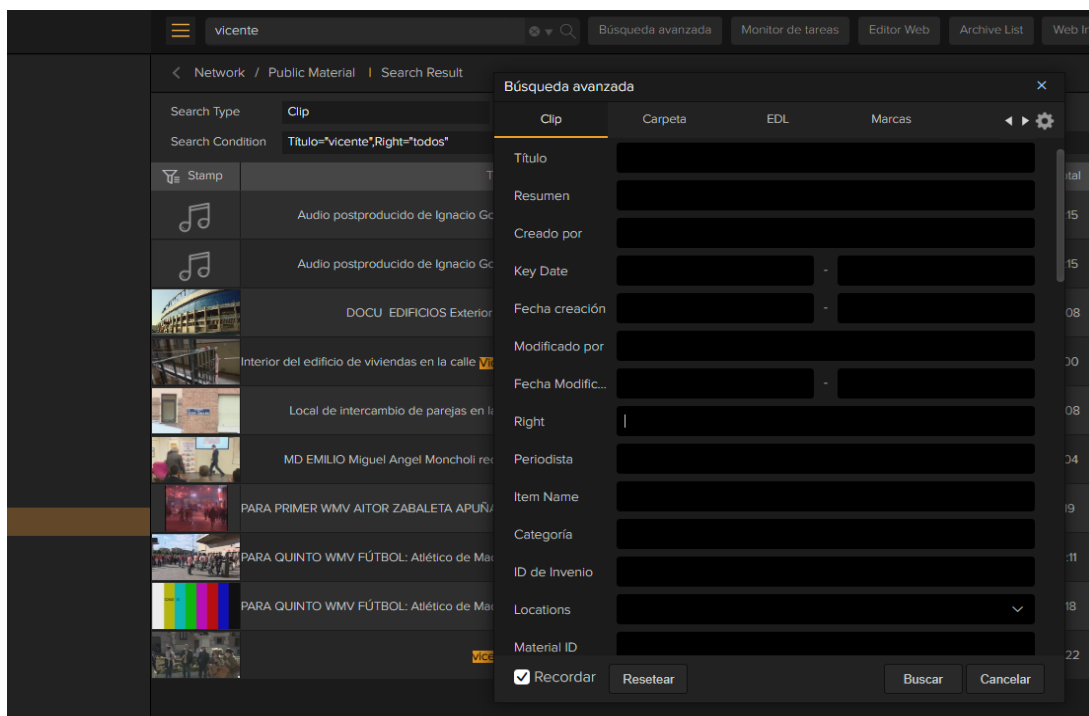 vicente
Búsqueda avanzada
Monitor de tareas
Editor Web
Archive List
Web In
Network / Public Material | Search Result
Search Type Clip
Search Condition Título="vicente",Right="todos"
Stamp
Audio postproducido de Ignacio Go
:15
Audio postproducido de Ignacio Go
:15
DOCU EDIFICIOS Exterior
08
Interior del edificio de viviendas en la calle
00
Local de intercambio de parejas en la
08
MD EMILIO Miguel Angel Moncholi rec
04
PARA PRIMER WMV AITOR ZABALETA APUÑA
19
PARA QUINTO WMV FÚTBOL: Atlético de Mad
:11
PARA QUINTO WMV FÚTBOL: Atlético de Mad
18
vice
22
Búsqueda avanzada
Clip
Carpeta
EDL
Marcas
Título
Resumen
Creado por
Key Date -
Fecha creación -
Modificado por
Fecha Modific... -
Right
Periodista
Item Name
Categoría
ID de Invenio
Locations
Material ID
Recordar
Resetear
Buscar
Cancelar